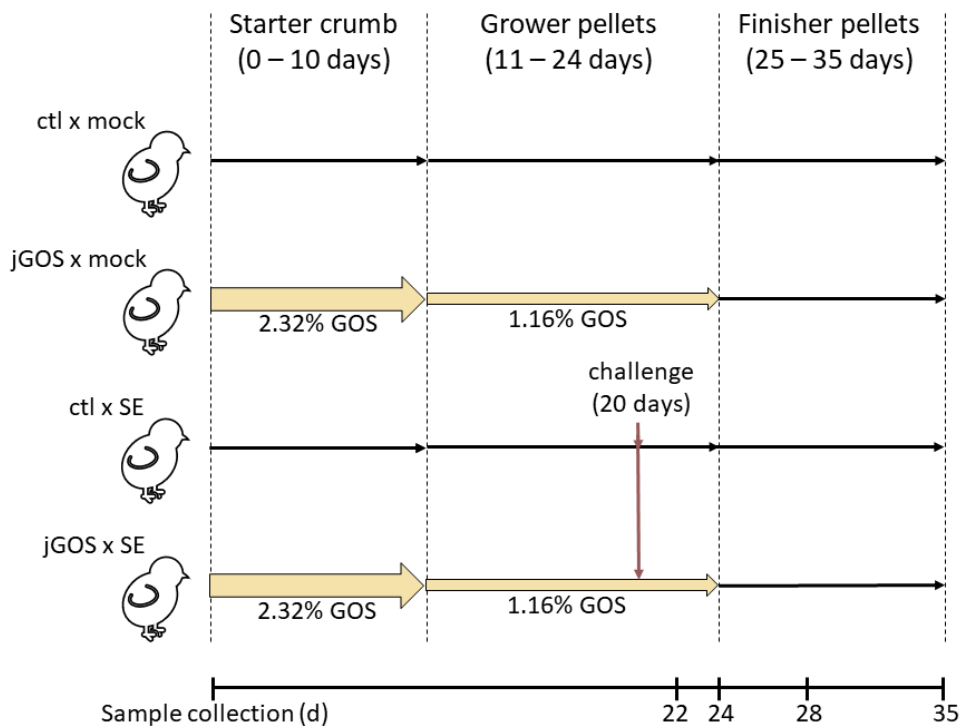 Starter crumb
(0 – 10 days)
Grower pellets
(11 – 24 days)
Finisher pellets
(25 – 35 days)
ctl x mock
jGOS x mock
2.32% GOS
1.16% GOS
challenge
(20 days)
ctl x SE
jGOS x SE
2.32% GOS
1.16% GOS
Sample collection (d)
22
24
28
35